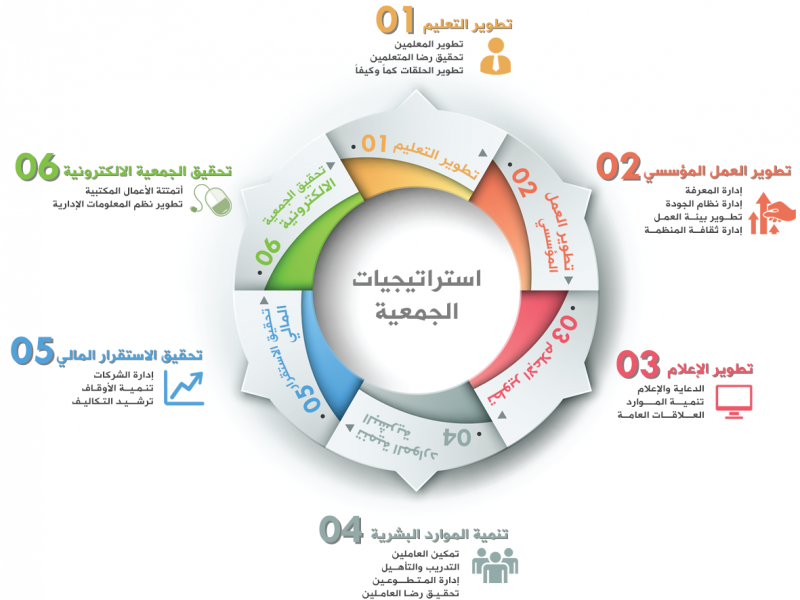 تطوير التعليم 01
تطوير المعلمين
تحقيق رضا المتعلمين
تطوير الحلقات كماً وكيفاً
تطوير العمل المؤسسي 02
إدارة المعرفة
إدارة نظام الجودة
تطوير بيئة العمل
إدارة ثقافة المنظمة
تطوير الإعلام 03
الدعاية والإعلام
تنمية الموارد
العلاقات العامة
تنمية الموارد البشرية 04
تمكين العاملين
التدريب والتأهيل
إدارة المتطوعين
تحقيق رضا العاملين
تحقيق الاستقرار المالي 05
إدارة الشركات
تنمية الأوقاف
ترشيد التكاليف
تحقيق الجمعية الالكترونية 06
أتمتتة الأعمال المكتبية
تطوير نظم المعلومات الإدارية
استراتيجيات
الجمعية
تطوير التعليم 01
02
تطوير العمل
المؤسسي
تطوير الإعلام 03
04
تنمية الموارد
البشرية
05
تحقيق الاستقرار
المالي
تحقيق الجمعية
الالكترونية
06